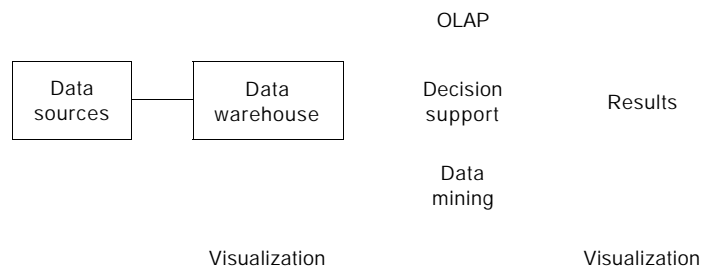 OLAP
Data
sources
Data
warehouse
Decision
support
Results
Data
mining
Visualization
Visualization